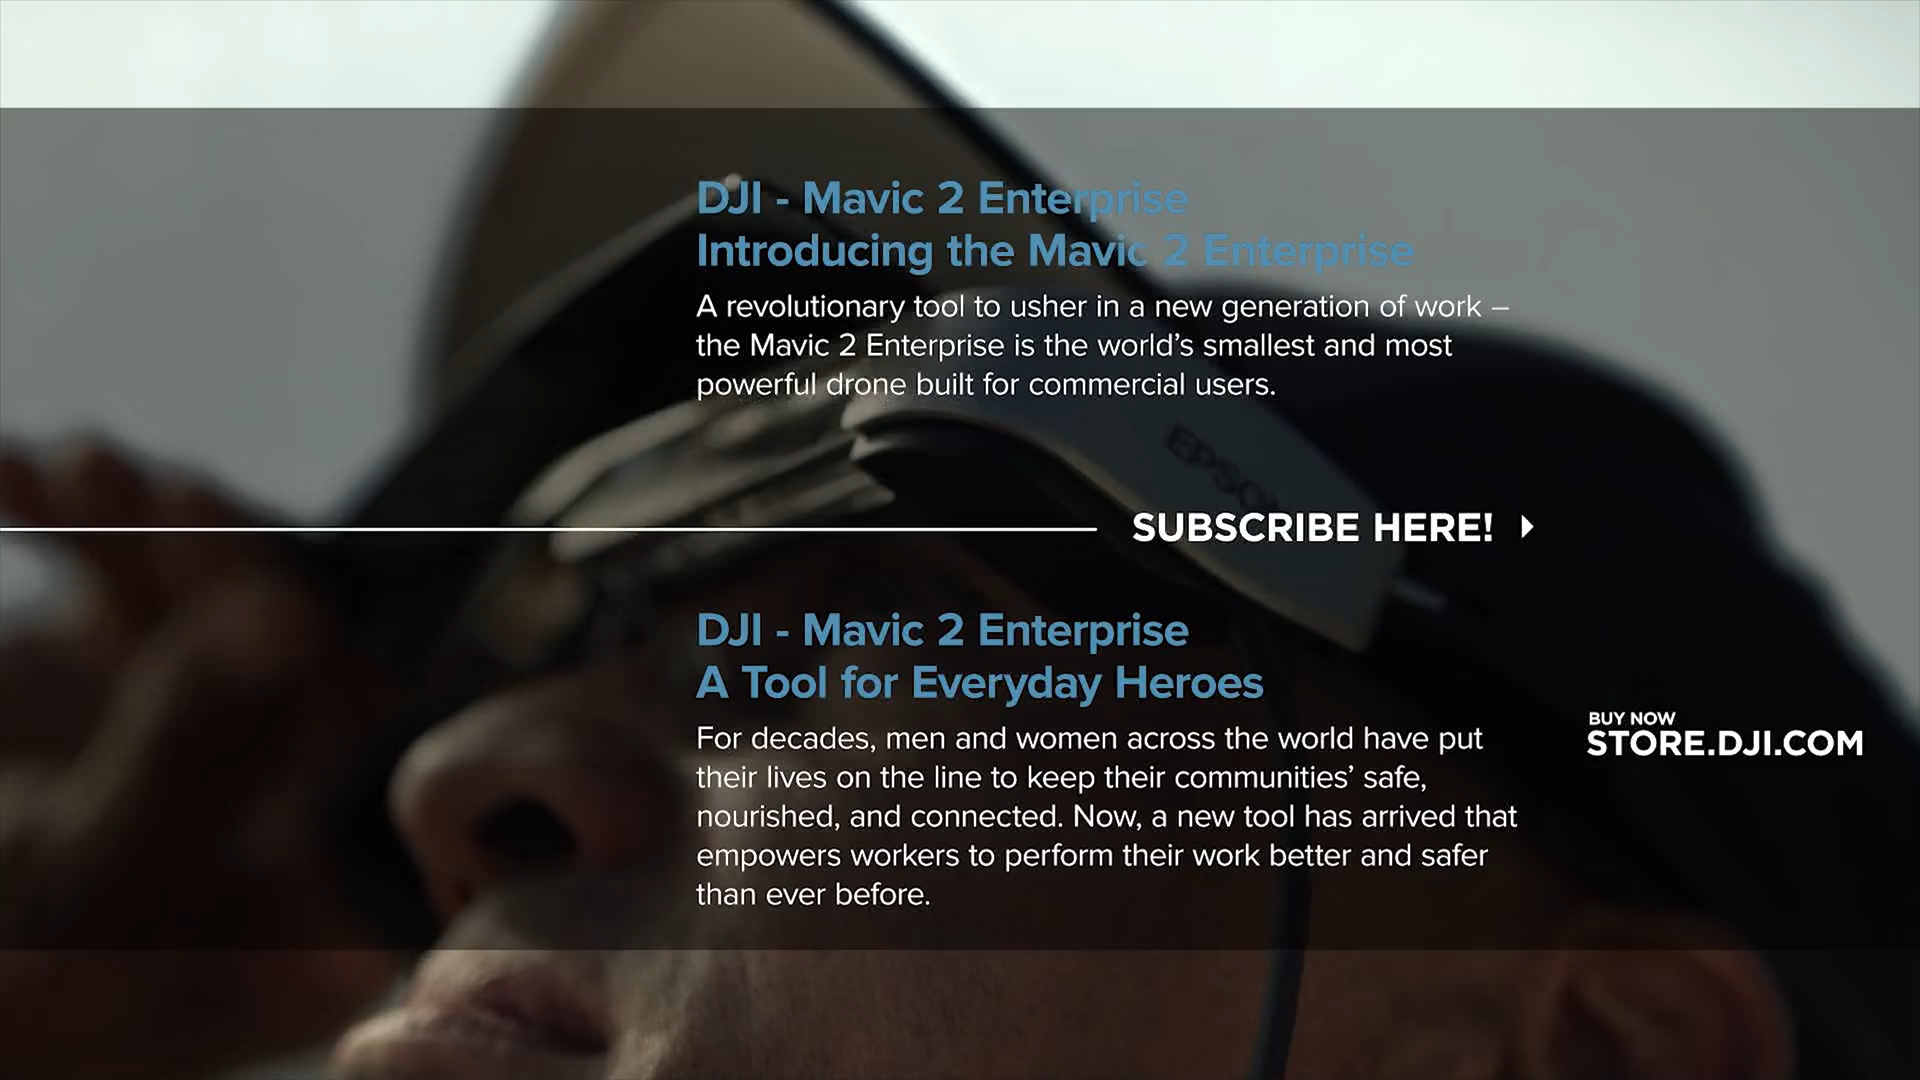 DJI - Mavic 2 Enterprise
Introducing the Mavic 2 Enterprise
A revolutionary tool to usher in a new generation of work –
the Mavic 2 Enterprise is the world's smallest and most
powerful drone built for commercial users.
EPSON
SUBSCRIBE HERE!
DJI - Mavic 2 Enterprise
A Tool for Everyday Heroes
For decades, men and women across the world have put
their lives on the line to keep their communities' safe,
nourished, and connected. Now, a new tool has arrived that
empowers workers to perform their work better and safer
than ever before.
BUY NOW
STORE.DJI.COM